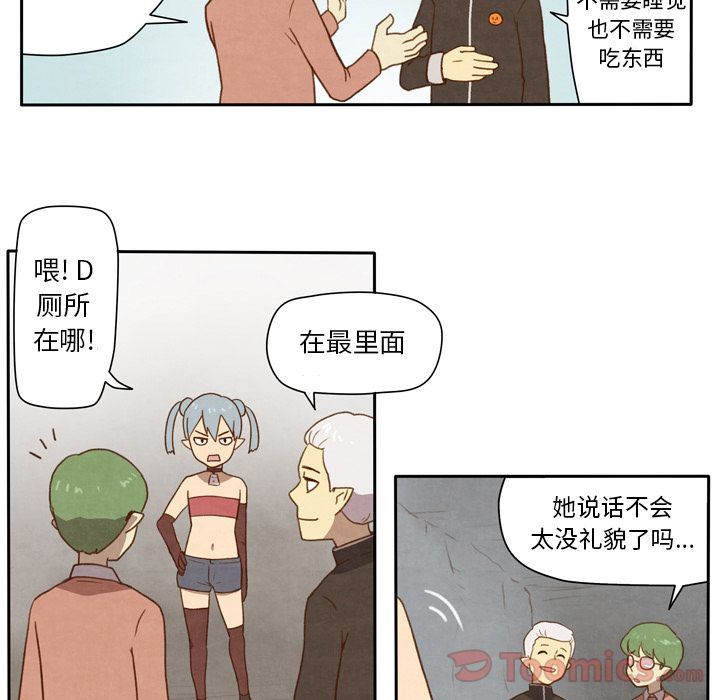 不需要睡觉
也不需要
吃东西
喂! D
厕所
在哪!
在最里面
她说话不会
太没礼貌了吗...
Toomics.com